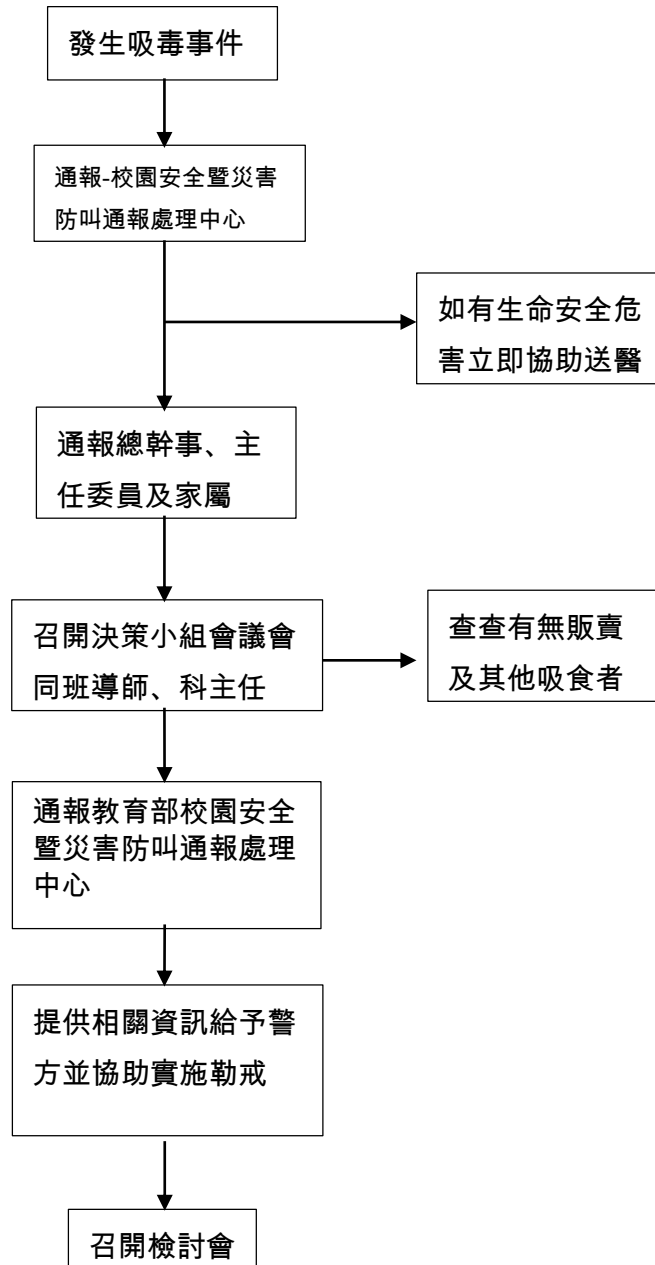 發生吸毒事件
通報-校園安全暨災害
防叫通報處理中心
如有生命安全危
害立即協助送醫
通報總幹事、主
任委員及家屬
召開決策小組會議會
同班導師、科主任
查查有無販賣
及其他吸食者
通報教育部校園安全
暨災害防叫通報處理
中心
提供相關資訊給予警
方並協助實施勒戒
召開檢討會